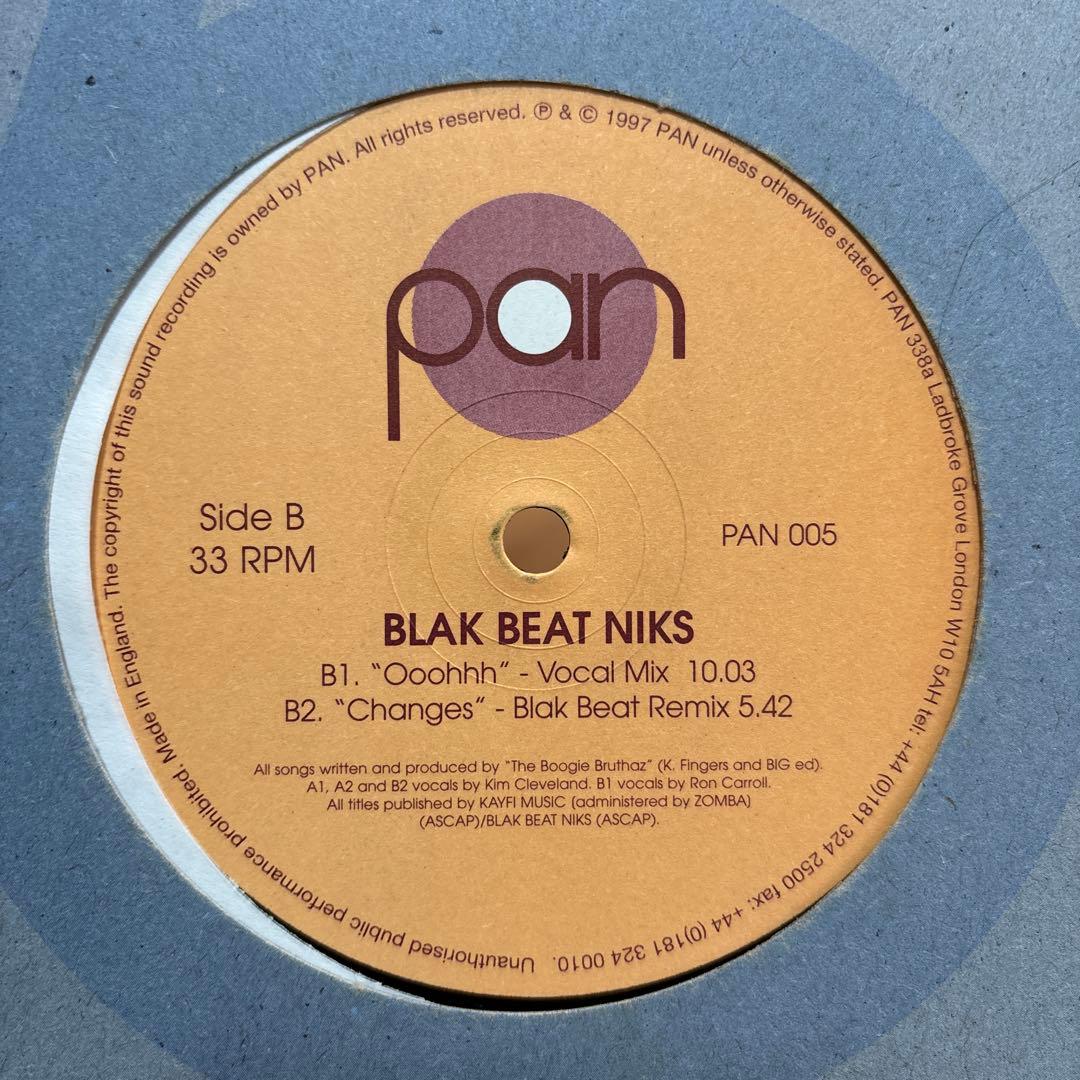 Made in England. The copyright of this sound recording is owned by PAN. All rights reserved. ℗ & © 1997 PAN unless otherwise stated. PAN 338a Ladbroke Grove London W10 5AH tel: +44 (0)181 324 2500 fax: +44 (0)181 324 0010.
Unauthorised public performance prohibited.
pan
Side B
33 RPM
PAN 005
BLAK BEAT NIKS
B1. "Ooohhh" - Vocal Mix 10.03
B2. "Changes" - Blak Beat Remix 5.42
All songs written and produced by "The Boogie Bruthaz" (K. Fingers and BIG ed).
A1, A2 and B2 vocals by Kim Cleveland. B1 vocals by Ron Carroll.
All titles published by KAYFI MUSIC (administered by ZOMBA)
(ASCAP)/BLAK BEAT NIKS (ASCAP).